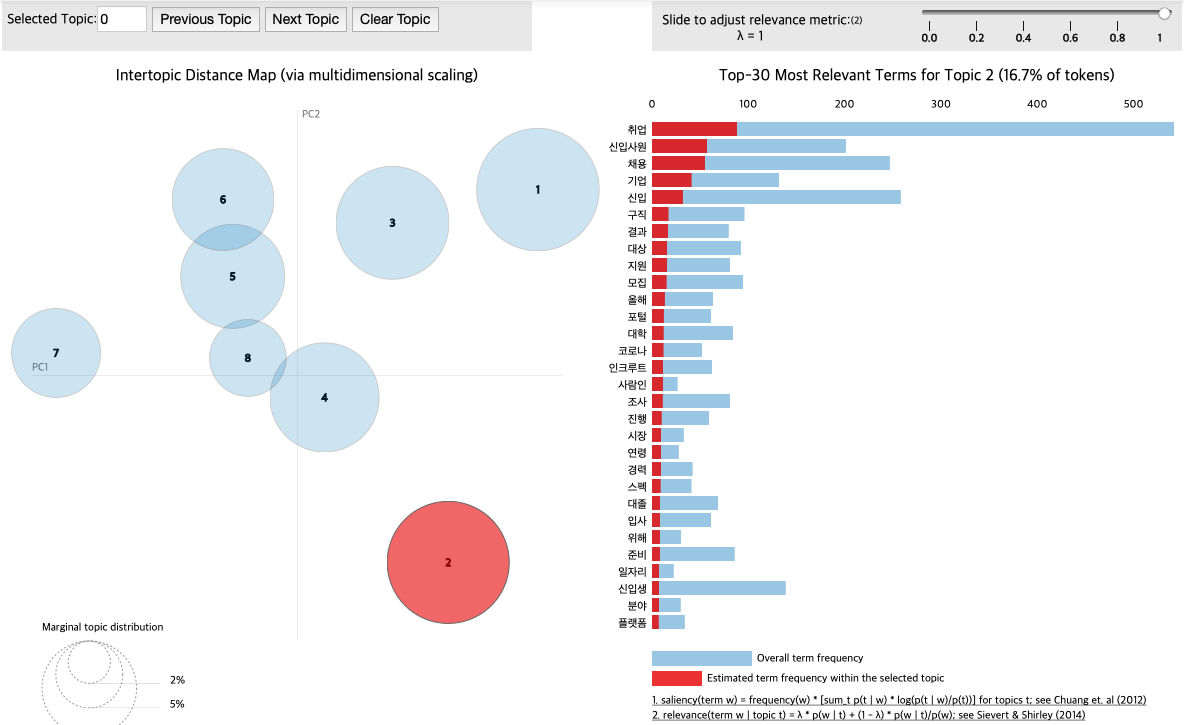 Selected Topic: 0 Previous Topic Next Topic Clear Topic
Slide to adjust relevance metric:(2)
λ = 1
0.0 0.2 0.4 0.6 0.8 1
Intertopic Distance Map (via multidimensional scaling)
PC2
6
3
1
5
7
8
PC1
4
2
Marginal topic distribution
2%
5%
Top-30 Most Relevant Terms for Topic 2 (16.7% of tokens)
0 100 200 300 400 500
취업
신입사원
채용
기업
신입
구직
결과
대상
지원
모집
올해
포털
대학
코로나
인크루트
사람인
조사
진행
시장
연령
경력
스펙
대졸
입사
위해
준비
일자리
신입생
분야
플랫폼
Overall term frequency
Estimated term frequency within the selected topic
1. saliency(term w) = frequency(w) * [sum_t p(t | w) * log(p(t | w)/p(t))] for topics t; see Chuang et. al (2012)
2. relevance(term w | topic t) = λ * p(w | t) + (1 - λ) * p(w | t)/p(w); see Sievert & Shirley (2014)